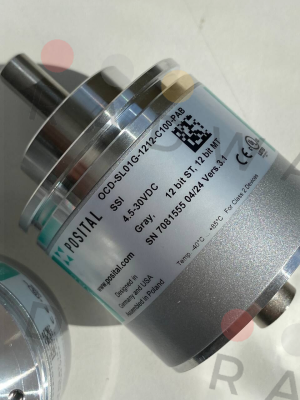 POSITAL
OCD-SL01G-1212-C100-PAB
SSI
4,5-30VDC
Gray, 12 bit ST, 12 bit MT
SN 7081555 04/24 Vers.3.1
www.posital.com
Designed in
Germany and USA
Assembled in Poland
Temp. -40°C +85°C For Class 2 Device